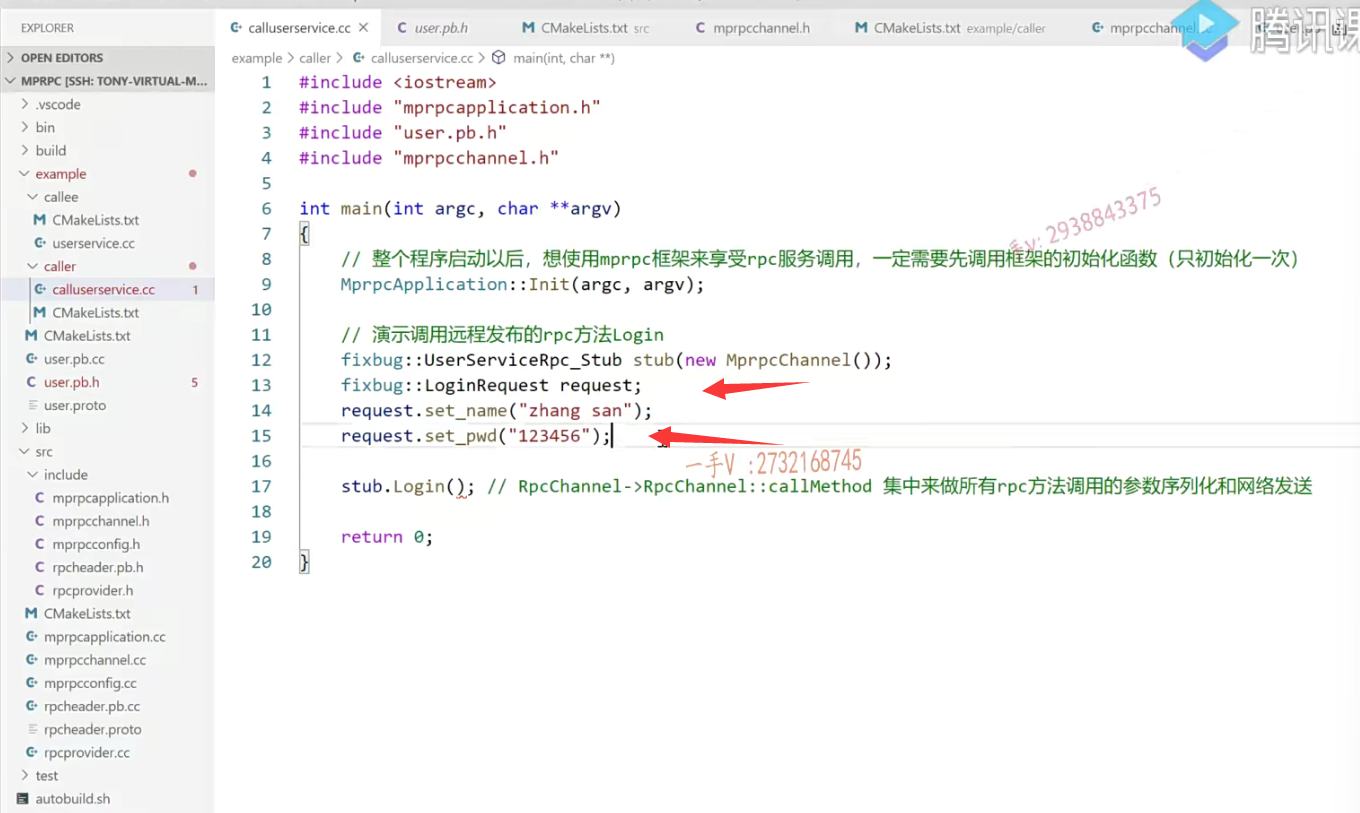 EXPLORER
OPEN EDITORS
MPRPC [SSH: TONY-VIRTUAL-M...
.vscode
bin
build
example
callee
CMakeLists.txt
userservice.cc
caller
calluserservice.cc 1
CMakeLists.txt
CMakeLists.txt
user.pb.cc
user.pb.h 5
user.proto
lib
src
include
mprpcapplication.h
mprpcchannel.h
mprpcconfig.h
rpcheader.pb.h
rpcprovider.h
CMakeLists.txt
mprpcapplication.cc
mprpcchannel.cc
mprpcconfig.cc
rpcheader.pb.cc
rpcheader.proto
rpcprovider.cc
test
autobuild.sh
calluserservice.cc user.pb.h CMakeLists.txt src mprpcchannel.h CMakeLists.txt example/caller
腾讯课
example > caller > calluserservice.cc > main(int, char **)
1 #include <iostream>
2 #include "mprpcapplication.h"
3 #include "user.pb.h"
4 #include "mprpcchannel.h"
5
6 int main(int argc, char **argv)
7 {
8 // 整个程序启动以后，想使用mprpc框架来享受rpc服务调用，一定需要先调用框架的初始化函数（只初始化一次）
9 MprpcApplication::Init(argc, argv);
10
11 // 演示调用远程发布的rpc方法Login
12 fixbug::UserServiceRpc_Stub stub(new MprpcChannel());
13 fixbug::LoginRequest request;
14 request.set_name("zhang san");
15 request.set_pwd("123456");
16
17 stub.Login(); // RpcChannel->RpcChannel::callMethod 集中来做所有rpc方法调用的参数序列化和网络发送
18
19 return 0;
20 }
手v: 2938843375
一手V :2732168745